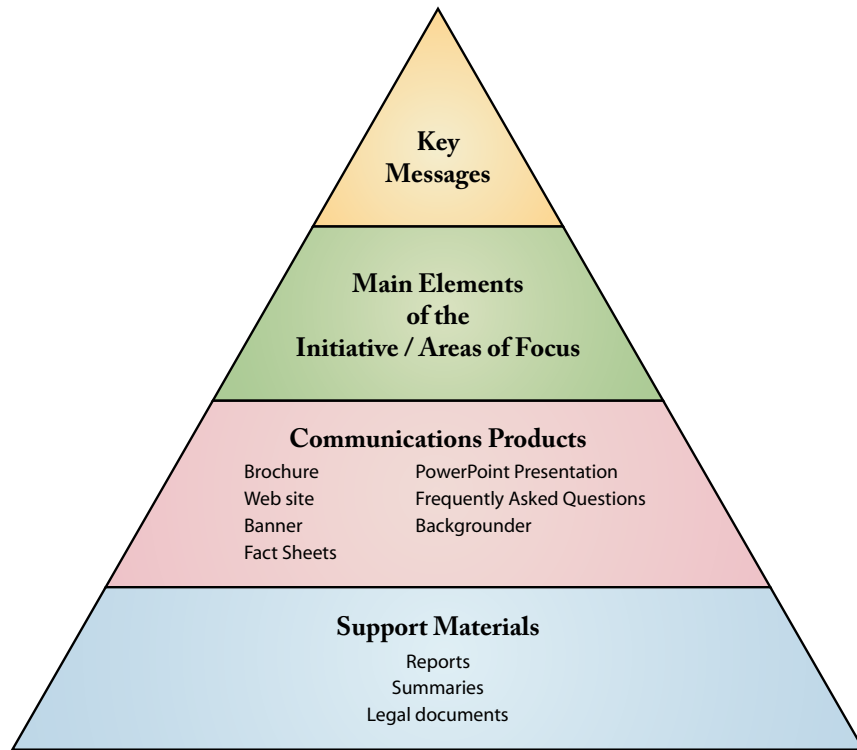 Key
Messages
Main Elements
of the
Initiative / Areas of Focus
Communications Products
Brochure
Web site
Banner
Fact Sheets
PowerPoint Presentation
Frequently Asked Questions
Backgrounder
Support Materials
Reports
Summaries
Legal documents